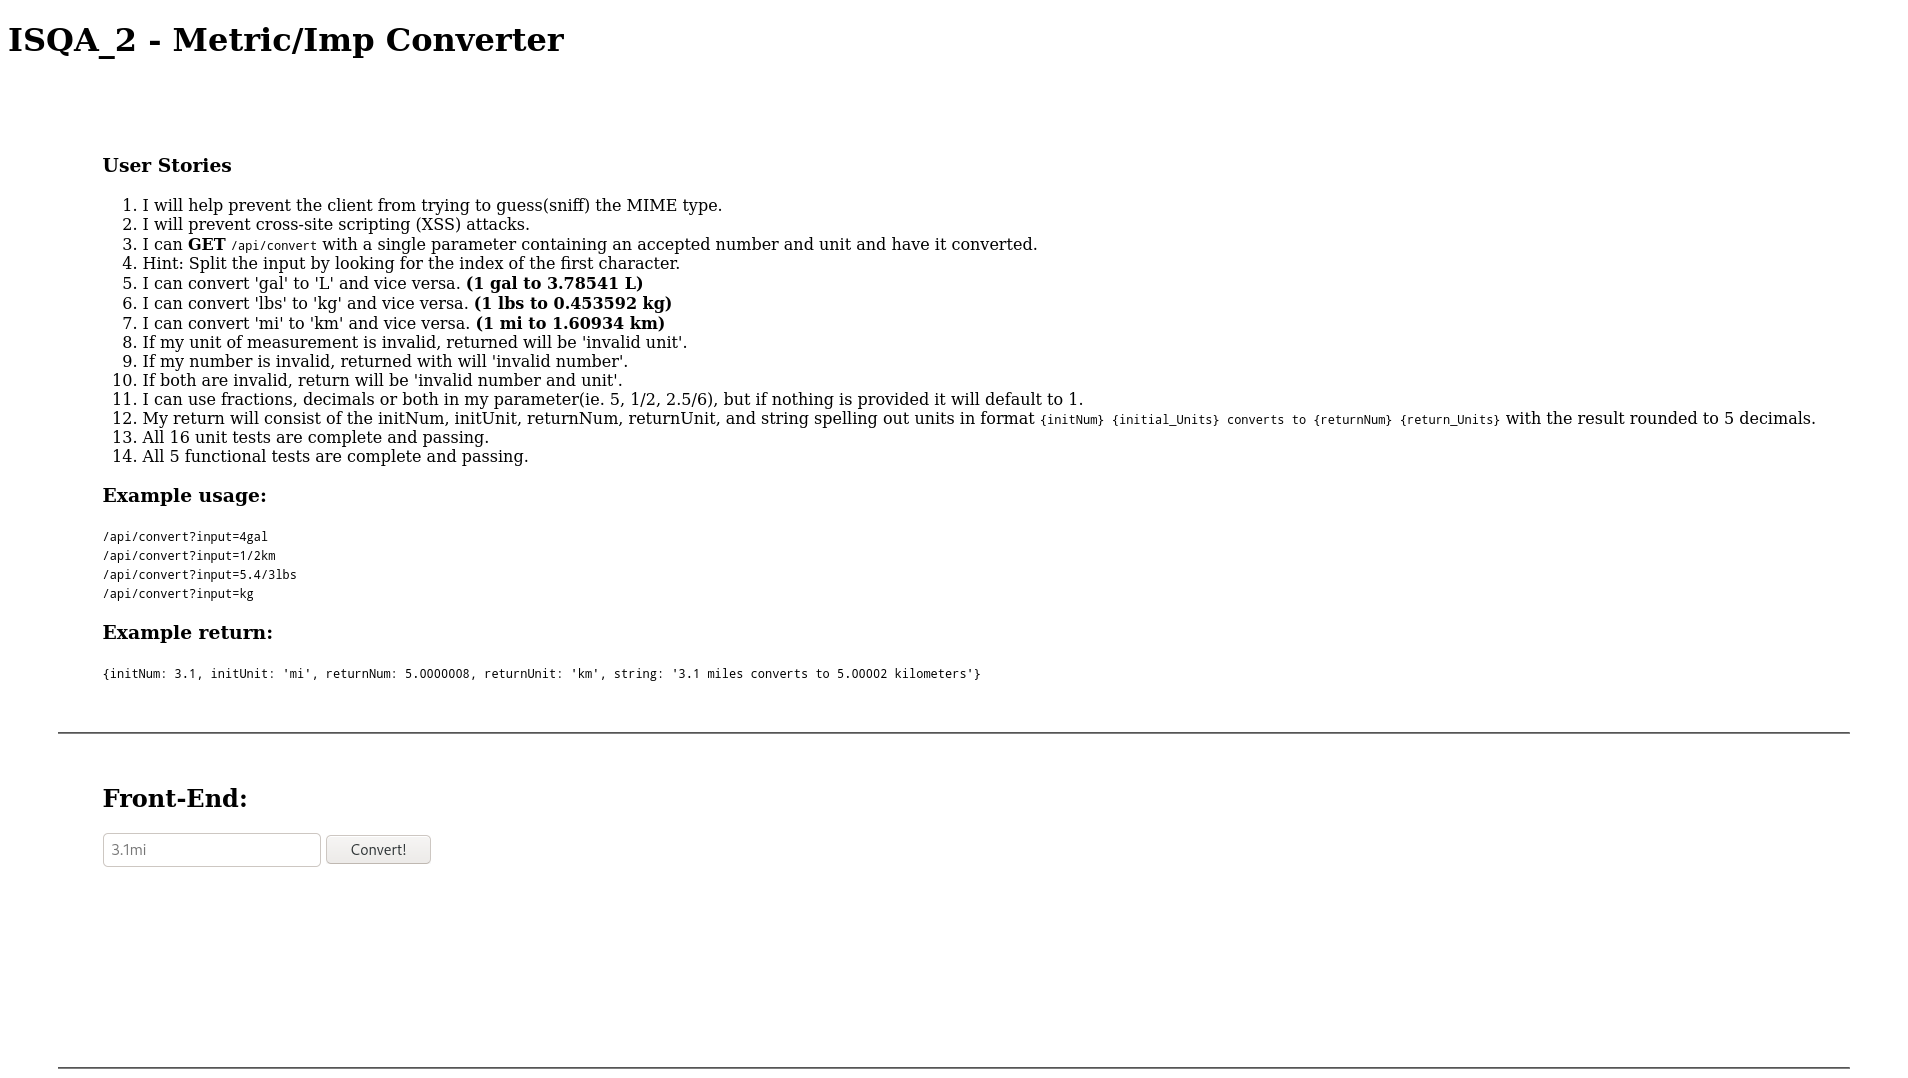 ISQA_2 - Metric/Imp Converter
User Stories
1. I will help prevent the client from trying to guess(sniff) the MIME type.
2. I will prevent cross-site scripting (XSS) attacks.
3. I can GET /api/convert with a single parameter containing an accepted number and unit and have it converted.
4. Hint: Split the input by looking for the index of the first character.
5. I can convert 'gal' to 'L' and vice versa. (1 gal to 3.78541 L)
6. I can convert 'lbs' to 'kg' and vice versa. (1 lbs to 0.453592 kg)
7. I can convert 'mi' to 'km' and vice versa. (1 mi to 1.60934 km)
8. If my unit of measurement is invalid, returned will be 'invalid unit'.
9. If my number is invalid, returned with will 'invalid number'.
10. If both are invalid, return will be 'invalid number and unit'.
11. I can use fractions, decimals or both in my parameter(ie. 5, 1/2, 2.5/6), but if nothing is provided it will default to 1.
12. My return will consist of the initNum, initUnit, returnNum, returnUnit, and string spelling out units in format {initNum} {initial_Units} converts to {returnNum} {return_Units} with the result rounded to 5 decimals.
13. All 16 unit tests are complete and passing.
14. All 5 functional tests are complete and passing.
Example usage:
/api/convert?input=4gal
/api/convert?input=1/2km
/api/convert?input=5.4/3lbs
/api/convert?input=kg
Example return:
{initNum: 3.1, initUnit: 'mi', returnNum: 5.0000008, returnUnit: 'km', string: '3.1 miles converts to 5.00002 kilometers'}
Front-End:
3.1mi Convert!